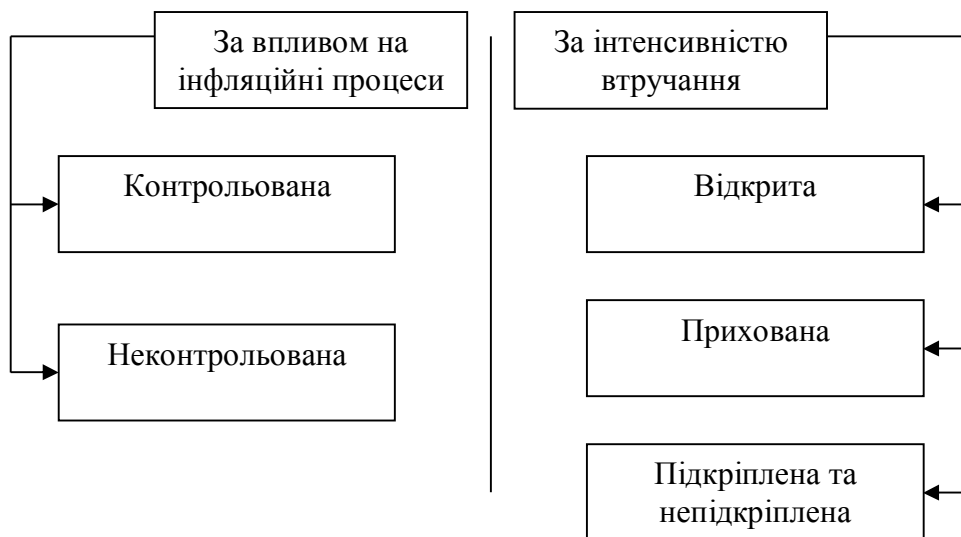 За впливом на
інфляційні процеси
Контрольована
Неконтрольована
За інтенсивністю
втручання
Відкрита
Прихована
Підкріплена та
непідкріплена